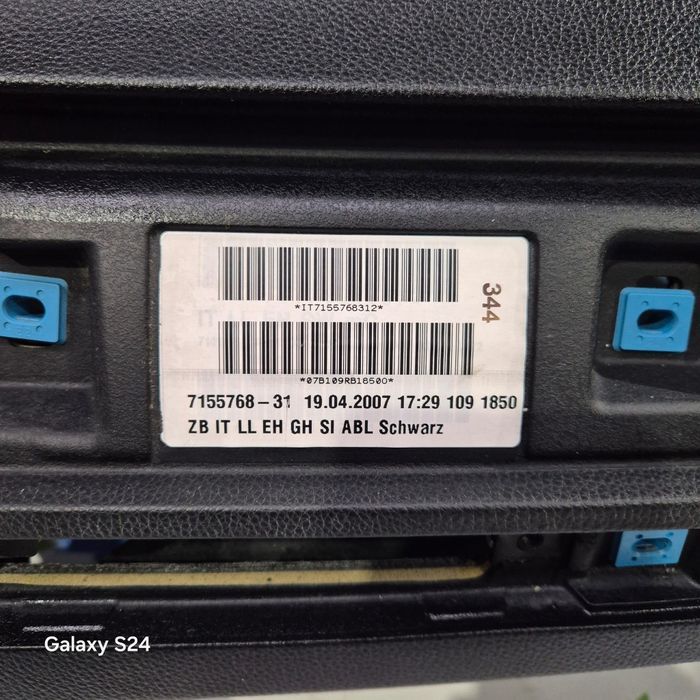 *IT7155768312*
344
*07B109RB18500*
7155768-31 19.04.2007 17:29 109 1850
ZB IT LL EH GH SI ABL Schwarz
Galaxy S24